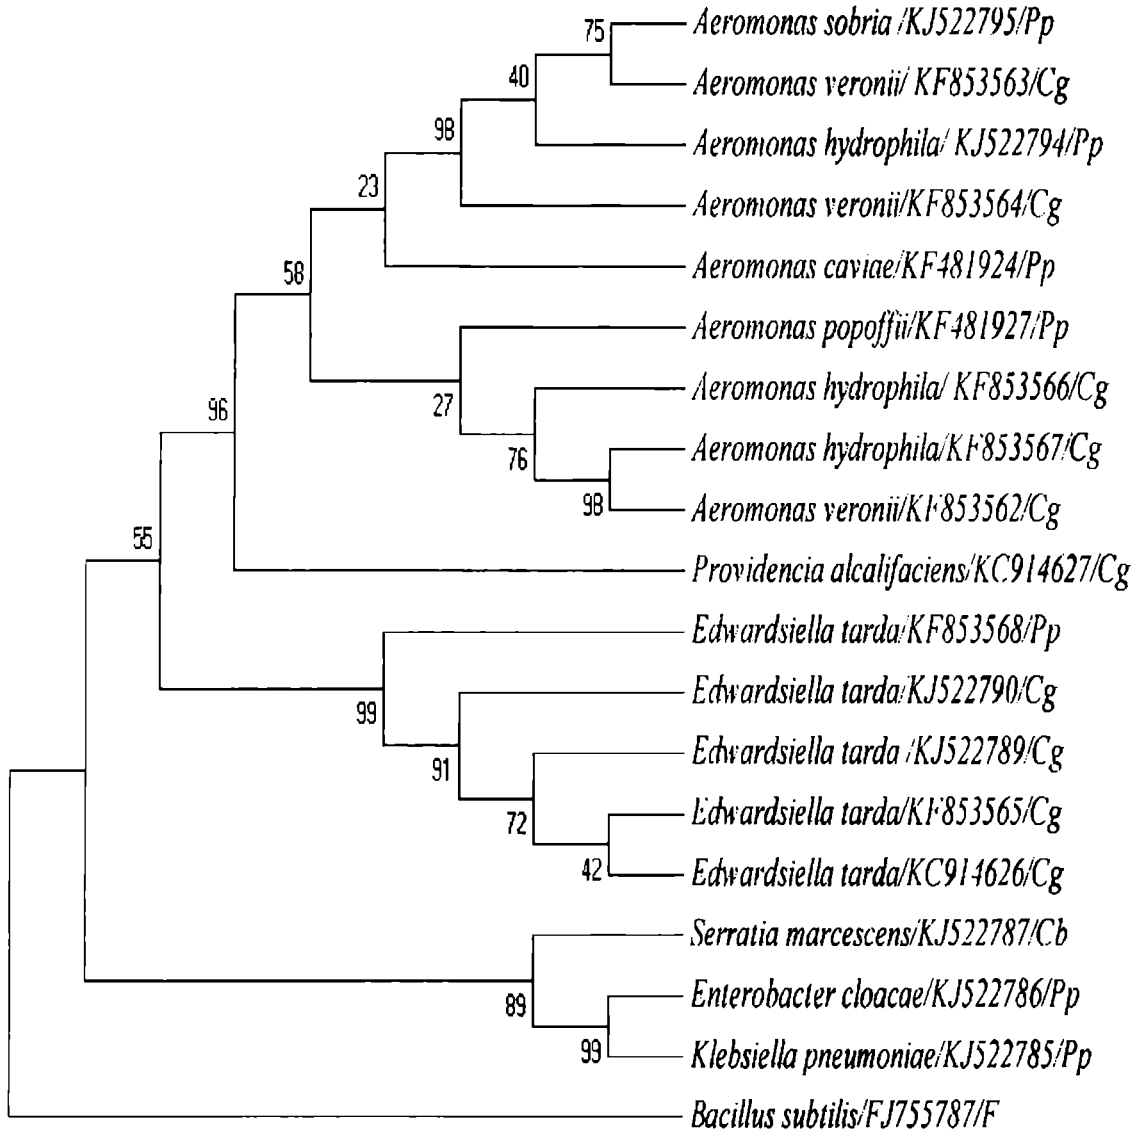 75
Aeromonas sobria /KJ522795/Pp
40
Aeromonas veronii/ KF853563/Cg
98
Aeromonas hydrophila/ KJ522794/Pp
23
Aeromonas veronii/KF853564/Cg
58
Aeromonas caviae/KF481924/Pp
Aeromonas popoffii/KF481927/Pp
27
Aeromonas hydrophila/ KF853566/Cg
96
76
Aeromonas hydrophila/KF853567/Cg
98
Aeromonas veronii/KF853562/Cg
55
Providencia alcalifaciens/KC914627/Cg
Edwardsiella tarda/KF853568/Pp
99
Edwardsiella tarda/KJ522790/Cg
91
Edwardsiella tarda /KJ522789/Cg
72
Edwardsiella tarda/KF853565/Cg
42
Edwardsiella tarda/KC914626/Cg
Serratia marcescens/KJ522787/Cb
89
Enterobacter cloacae/KJ522786/Pp
99
Klebsiella pneumoniae/KJ522785/Pp
Bacillus subtilis/FJ755787/F